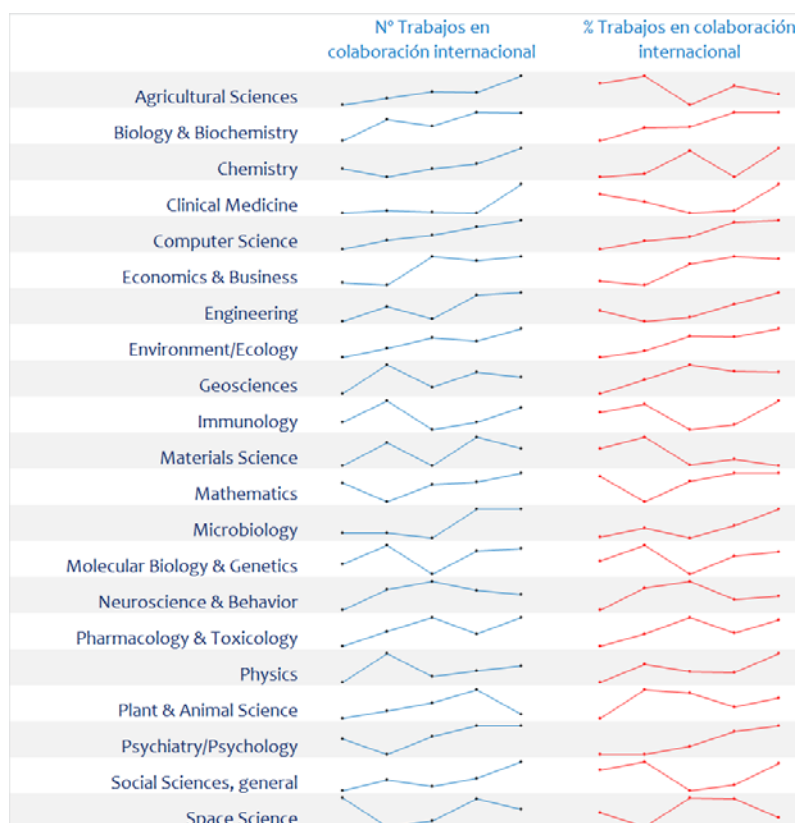 Nº Trabajos en colaboración internacional
% Trabajos en colaboración internacional
Agricultural Sciences
Biology & Biochemistry
Chemistry
Clinical Medicine
Computer Science
Economics & Business
Engineering
Environment/Ecology
Geosciences
Immunology
Materials Science
Mathematics
Microbiology
Molecular Biology & Genetics
Neuroscience & Behavior
Pharmacology & Toxicology
Physics
Plant & Animal Science
Psychiatry/Psychology
Social Sciences, general
Space Science